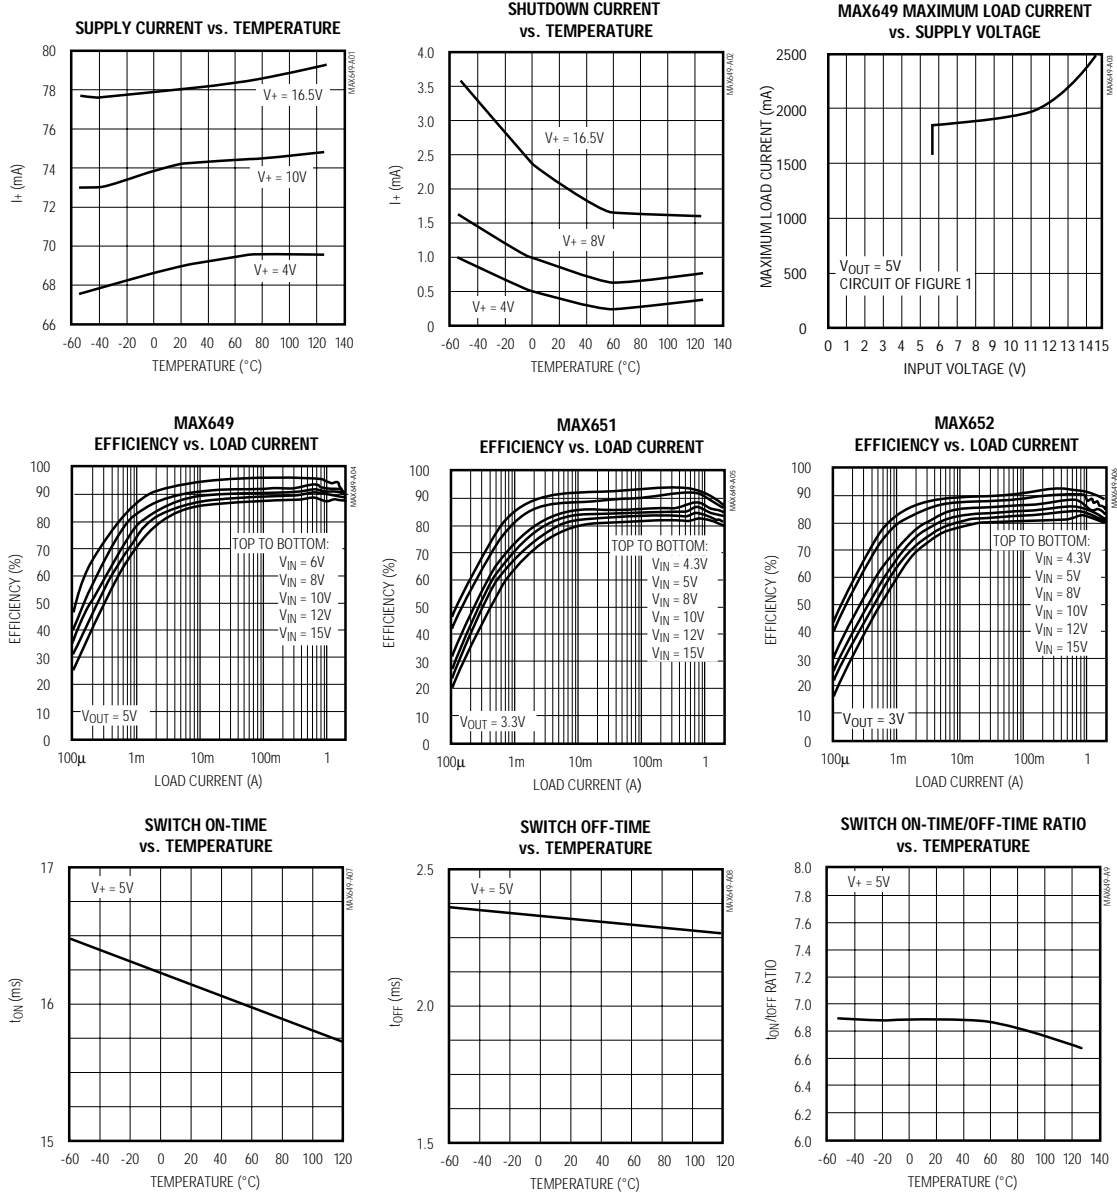 SUPPLY CURRENT vs. TEMPERATURE
80
78
76
74
72
70
68
66
I+ (mA)
V+ = 16.5V
V+ = 10V
V+ = 4V
-60 -40 -20 0 20 40 60 80 100 120 140
TEMPERATURE (°C)
MAX649-A01
SHUTDOWN CURRENT
vs. TEMPERATURE
4.0
3.5
3.0
2.5
2.0
1.5
1.0
0.5
0
I+ (mA)
V+ = 16.5V
V+ = 8V
V+ = 4V
-60 -40 -20 0 20 40 60 80 100 120 140
TEMPERATURE (°C)
MAX649-A02
MAX649 MAXIMUM LOAD CURRENT
vs. SUPPLY VOLTAGE
2500
2000
1500
1000
500
0
MAXIMUM LOAD CURRENT (mA)
VOUT = 5V
CIRCUIT OF FIGURE 1
0 1 2 3 4 5 6 7 8 9 10 11 12 13 14 15
INPUT VOLTAGE (V)
MAX649-A03
MAX649
EFFICIENCY vs. LOAD CURRENT
100
90
80
70
60
50
40
30
20
10
0
EFFICIENCY (%)
TOP TO BOTTOM:
VIN = 6V
VIN = 8V
VIN = 10V
VIN = 12V
VIN = 15V
VOUT = 5V
100µ 1m 10m 100m 1
LOAD CURRENT (A)
MAX649-A04
MAX651
EFFICIENCY vs. LOAD CURRENT
100
90
80
70
60
50
40
30
20
10
0
EFFICIENCY (%)
TOP TO BOTTOM:
VIN = 4.3V
VIN = 5V
VIN = 8V
VIN = 10V
VIN = 12V
VIN = 15V
VOUT = 3.3V
100µ 1m 10m 100m 1
LOAD CURRENT (A)
MAX649-A05
MAX652
EFFICIENCY vs. LOAD CURRENT
100
90
80
70
60
50
40
30
20
10
0
EFFICIENCY (%)
TOP TO BOTTOM:
VIN = 4.3V
VIN = 5V
VIN = 8V
VIN = 10V
VIN = 12V
VIN = 15V
VOUT = 3V
100µ 1m 10m 100m 1
LOAD CURRENT (A)
MAX649-A06
SWITCH ON-TIME
vs. TEMPERATURE
17
16
15
tON (ms)
V+ = 5V
-60 -40 -20 0 20 40 60 80 100 120
TEMPERATURE (°C)
MAX649-A07
SWITCH OFF-TIME
vs. TEMPERATURE
2.5
2.0
1.5
tOFF (ms)
V+ = 5V
-60 -40 -20 0 20 40 60 80 100 120
TEMPERATURE (°C)
MAX649-A08
SWITCH ON-TIME/OFF-TIME RATIO
vs. TEMPERATURE
8.0
7.8
7.6
7.4
7.2
7.0
6.8
6.6
6.4
6.2
6.0
tON/tOFF RATIO
V+ = 5V
-60 -40 -20 0 20 40 60 80 100 120 140
TEMPERATURE (°C)
MAX649-A9